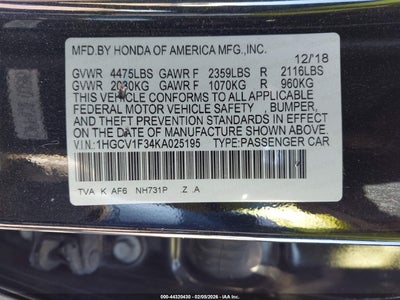 MFD.BY HONDA OF AMERICA MFG.,INC.
12/18
GVWR 4475LBS GAWR F 2359LBS R 2116LBS
GVWR 2030KG GAWR F 1070KG R 960KG
THIS VEHICLE CONFORMS TO ALL APPLICABLE
FEDERAL MOTOR VEHICLE SAFETY , BUMPER,
AND THEFT PREVENTION STANDARDS IN EFFECT
ON THE DATE OF MANUFACTURE SHOWN ABOVE.
V.I.N:1HGCV1F34KA025195 TYPE:PASSENGER CAR
TVA K AF6 NH731P Z A
000-44320430 - 02/05/2026 - IAA Inc.